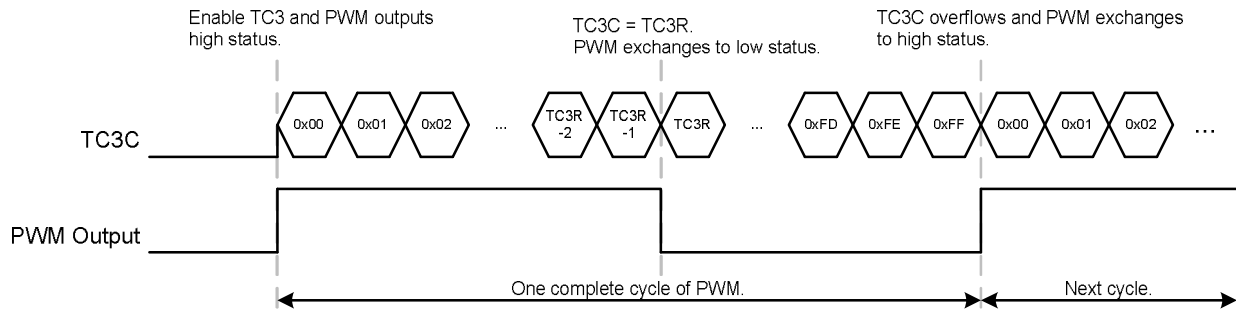 Enable TC3 and PWM outputs
high status.
TC3C = TC3R.
PWM exchanges to low status.
TC3C overflows and PWM exchanges
to high status.
TC3C
0x00 0x01 0x02 ... TC3R -2 TC3R -1 TC3R ... 0xFD 0xFE 0xFF 0x00 0x01 0x02 ...
PWM Output
One complete cycle of PWM. Next cycle.